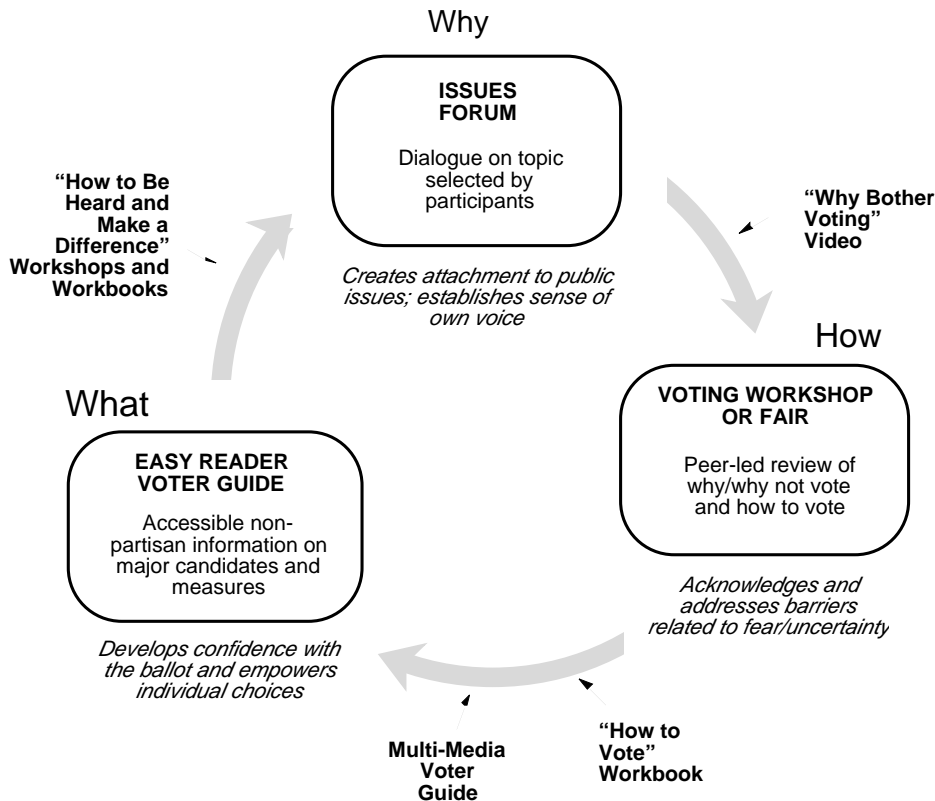 Why
ISSUES
FORUM
Dialogue on topic
selected by
participants
Creates attachment to public
issues; establishes sense of
own voice
“Why Bother
Voting”
Video
How
VOTING WORKSHOP
OR FAIR
Peer-led review of
why/why not vote
and how to vote
Acknowledges and
addresses barriers
related to fear/uncertainty
“How to
Vote”
Workbook
Multi-Media
Voter
Guide
What
EASY READER
VOTER GUIDE
Accessible non-
partisan information on
major candidates and
measures
Develops confidence with
the ballot and empowers
individual choices
“How to Be
Heard and
Make a
Difference”
Workshops and
Workbooks